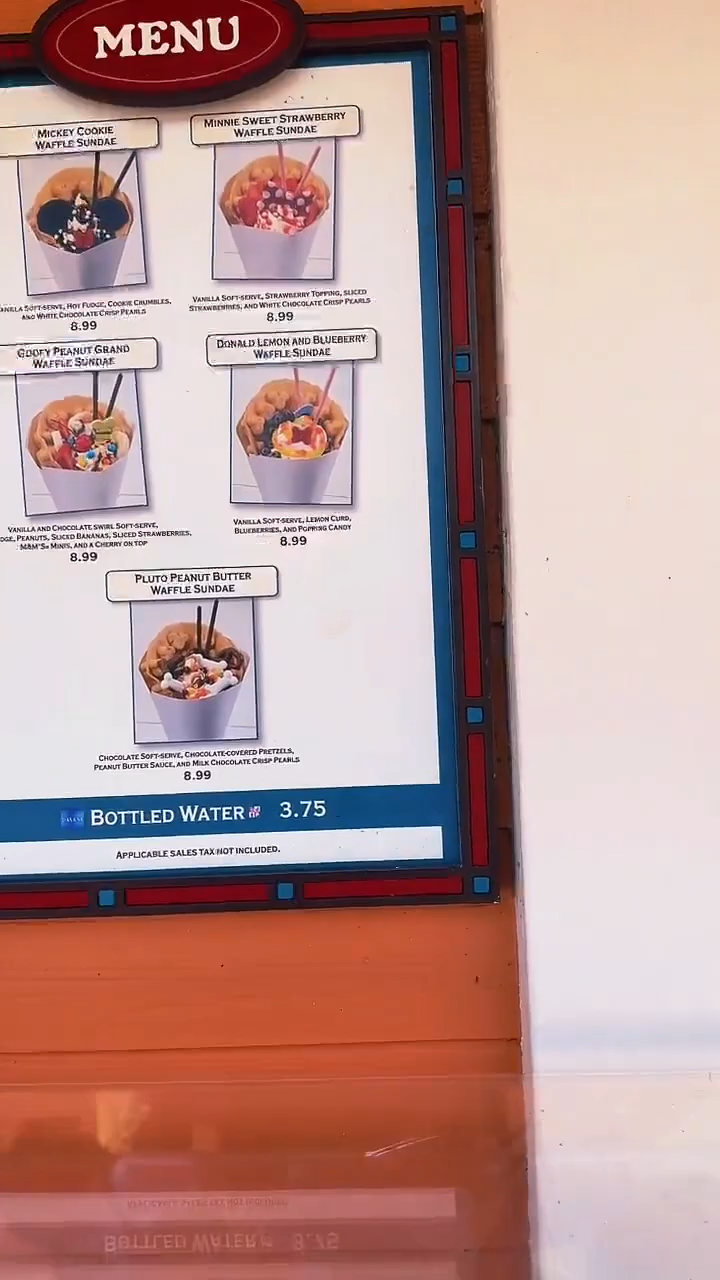 MENU
MICKEY COOKIE
WAFFLE SUNDAE
VANILLA SOFT-SERVE, HOT FUDGE, COOKIE CRUMBLES,
AND WHITE CHOCOLATE CRISP PEARLS
8.99
MINNIE SWEET STRAWBERRY
WAFFLE SUNDAE
VANILLA SOFT-SERVE, STRAWBERRY TOPPING, SLICED
STRAWBERRIES, AND WHITE CHOCOLATE CRISP PEARLS
8.99
GOOFY PEANUT GRAND
WAFFLE SUNDAE
VANILLA AND CHOCOLATE SWIRL SOFT-SERVE,
PEANUTS, SLICED BANANAS, SLICED STRAWBERRIES,
M&M'S® MINIS, AND A CHERRY ON TOP
8.99
DONALD LEMON AND BLUEBERRY
WAFFLE SUNDAE
VANILLA SOFT-SERVE, LEMON CURD,
BLUEBERRIES, AND POPPING CANDY
8.99
PLUTO PEANUT BUTTER
WAFFLE SUNDAE
CHOCOLATE SOFT-SERVE, CHOCOLATE-COVERED PRETZELS,
PEANUT BUTTER SAUCE, AND MILK CHOCOLATE CRISP PEARLS
8.99
BOTTLED WATER 3.75
APPLICABLE SALES TAX NOT INCLUDED.